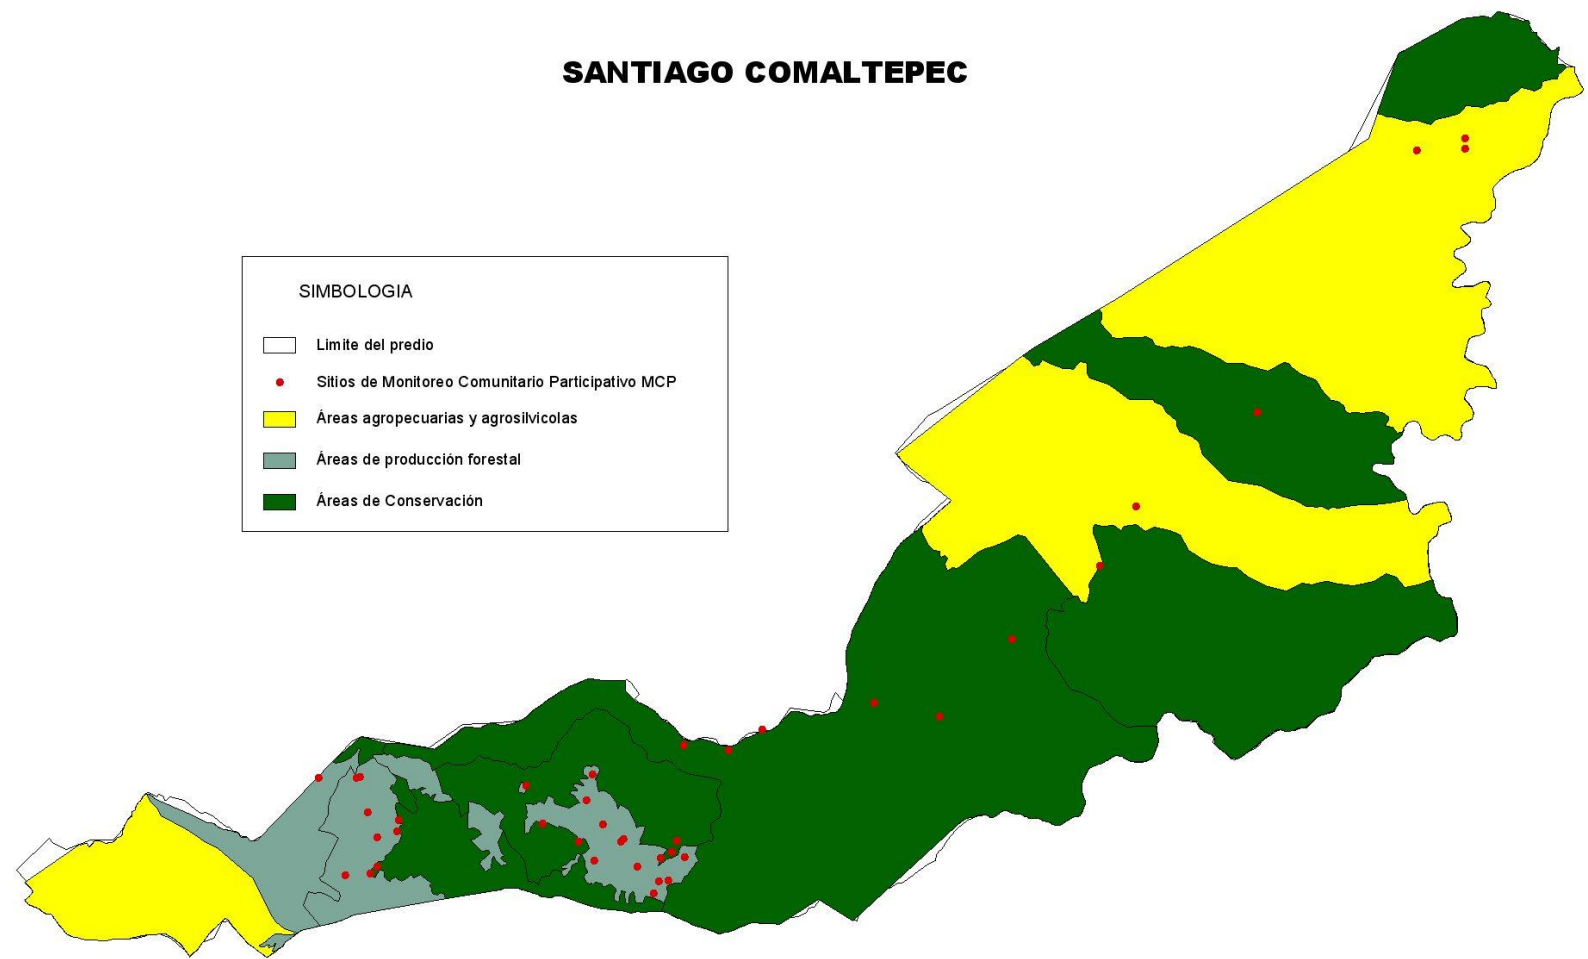 SANTIAGO COMALTEPEC
SIMBOLOGIA
Limite del predio
Sitios de Monitoreo Comunitario Participativo MCP
Áreas agropecuarias y agrosilvicolas
Áreas de producción forestal
Áreas de Conservación